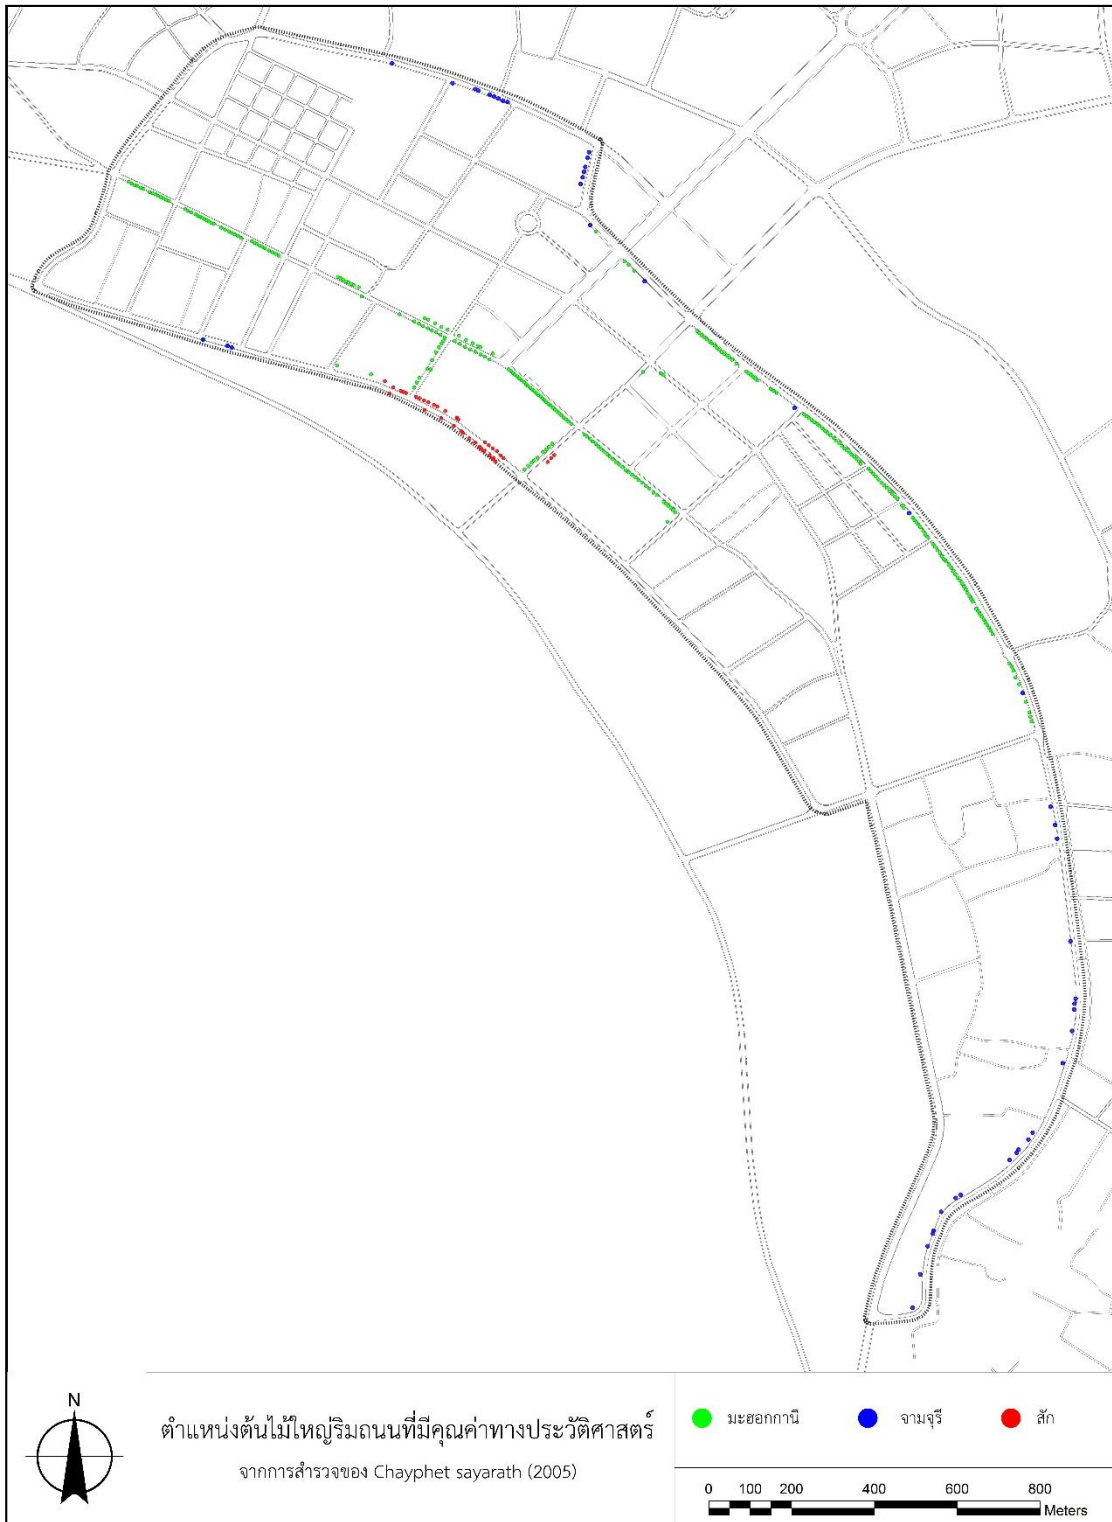 N
ตำแหน่งต้นไม้ใหญ่ริมถนนที่มีคุณค่าทางประวัติศาสตร์
จากการสำรวจของ Chayphet sayarath (2005)
มะฮอกกานี จามจุรี สัก
0 100 200 400 600 800
Meters